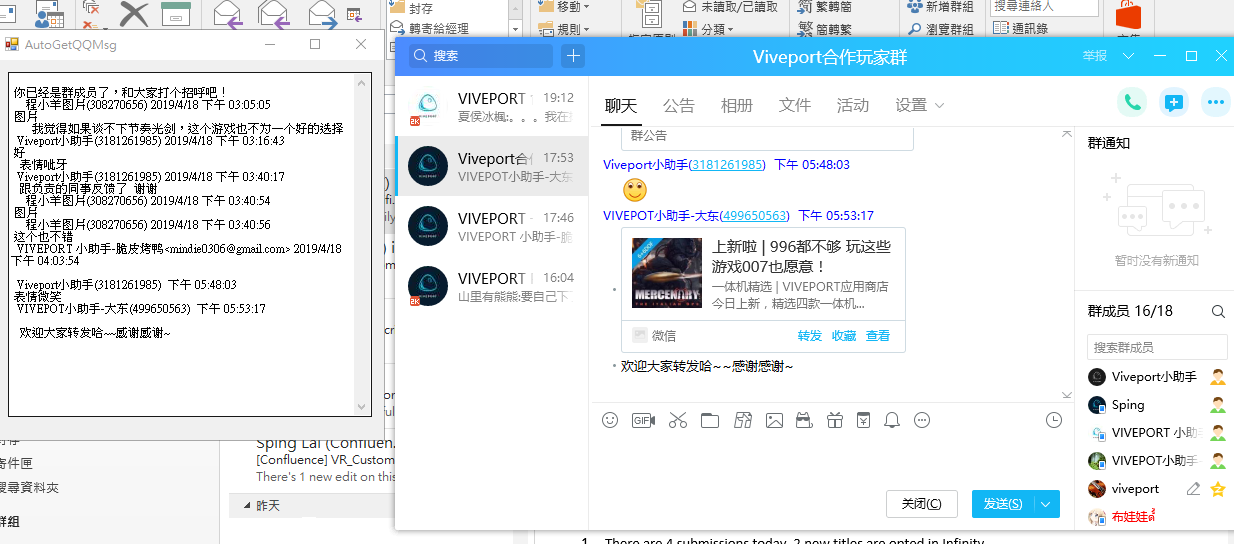 封存
轉寄給經理
移動
規則
未讀取/已讀取
分類
繁轉簡
簡轉繁
新增群組
瀏覽群組
搜尋連絡人
通訊錄
AutoGetQQMsg
你已经是群成员了，和大家打个招呼吧！
程小羊图片(308270656) 2019/4/18 下午 03:05:05
图片
我觉得如果谈不下节奏光剑，这个游戏也不为一个好的选择
Viveport小助手(3181261985) 2019/4/18 下午 03:16:43
好
表情呲牙
Viveport小助手(3181261985) 2019/4/18 下午 03:40:17
跟负责的同事反馈了 谢谢
程小羊图片(308270656) 2019/4/18 下午 03:40:54
图片
程小羊图片(308270656) 2019/4/18 下午 03:40:56
这个也不错
VIVEPORT 小助手-脆皮烤鸭<mindie0306@gmail.com> 2019/4/18
下午 04:03:54
Viveport小助手(3181261985) 下午 05:48:03
表情微笑
VIVEPOT小助手-大东(499650563) 下午 05:53:17
欢迎大家转发哈~~感谢感谢~
寄件匣
搜尋資料夾
群組
Sping Lai (Confluen...
[Confluence] VR_Custom
There's 1 new edit on this
昨天
搜索
Viveport合作玩家群
举报
VIVEPORT
19:12
夏侯冰楓:。。。我在
2K
Viveport合
17:53
VIVEPOT小助手-大东
VIVEPORT
17:46
VIVEPORT 小助手-脆
VIVEPORT
16:04
山里有熊熊:要自己下
2K
聊天
公告
相册
文件
活动
设置
群公告
Viveport小助手(3181261985) 下午 05:48:03
VIVEPOT小助手-大东(499650563) 下午 05:53:17
MERCENARY
上新啦 | 996都不够 玩这些
游戏007也愿意！
一体机精选 | VIVEPORT应用商店
今日上新，精选四款一体机...
微信
转发
收藏
查看
欢迎大家转发哈~~感谢感谢~
GIF
关闭(C)
发送(S)
群通知
暂时没有新通知
群成员 16/18
搜索群成员
Viveport小助手
Sping
VIVEPORT 小助
VIVEPOT小助手-
viveport
布娃娃
1.
There are 4 submissions today. 2 new titles are opted in Infinity